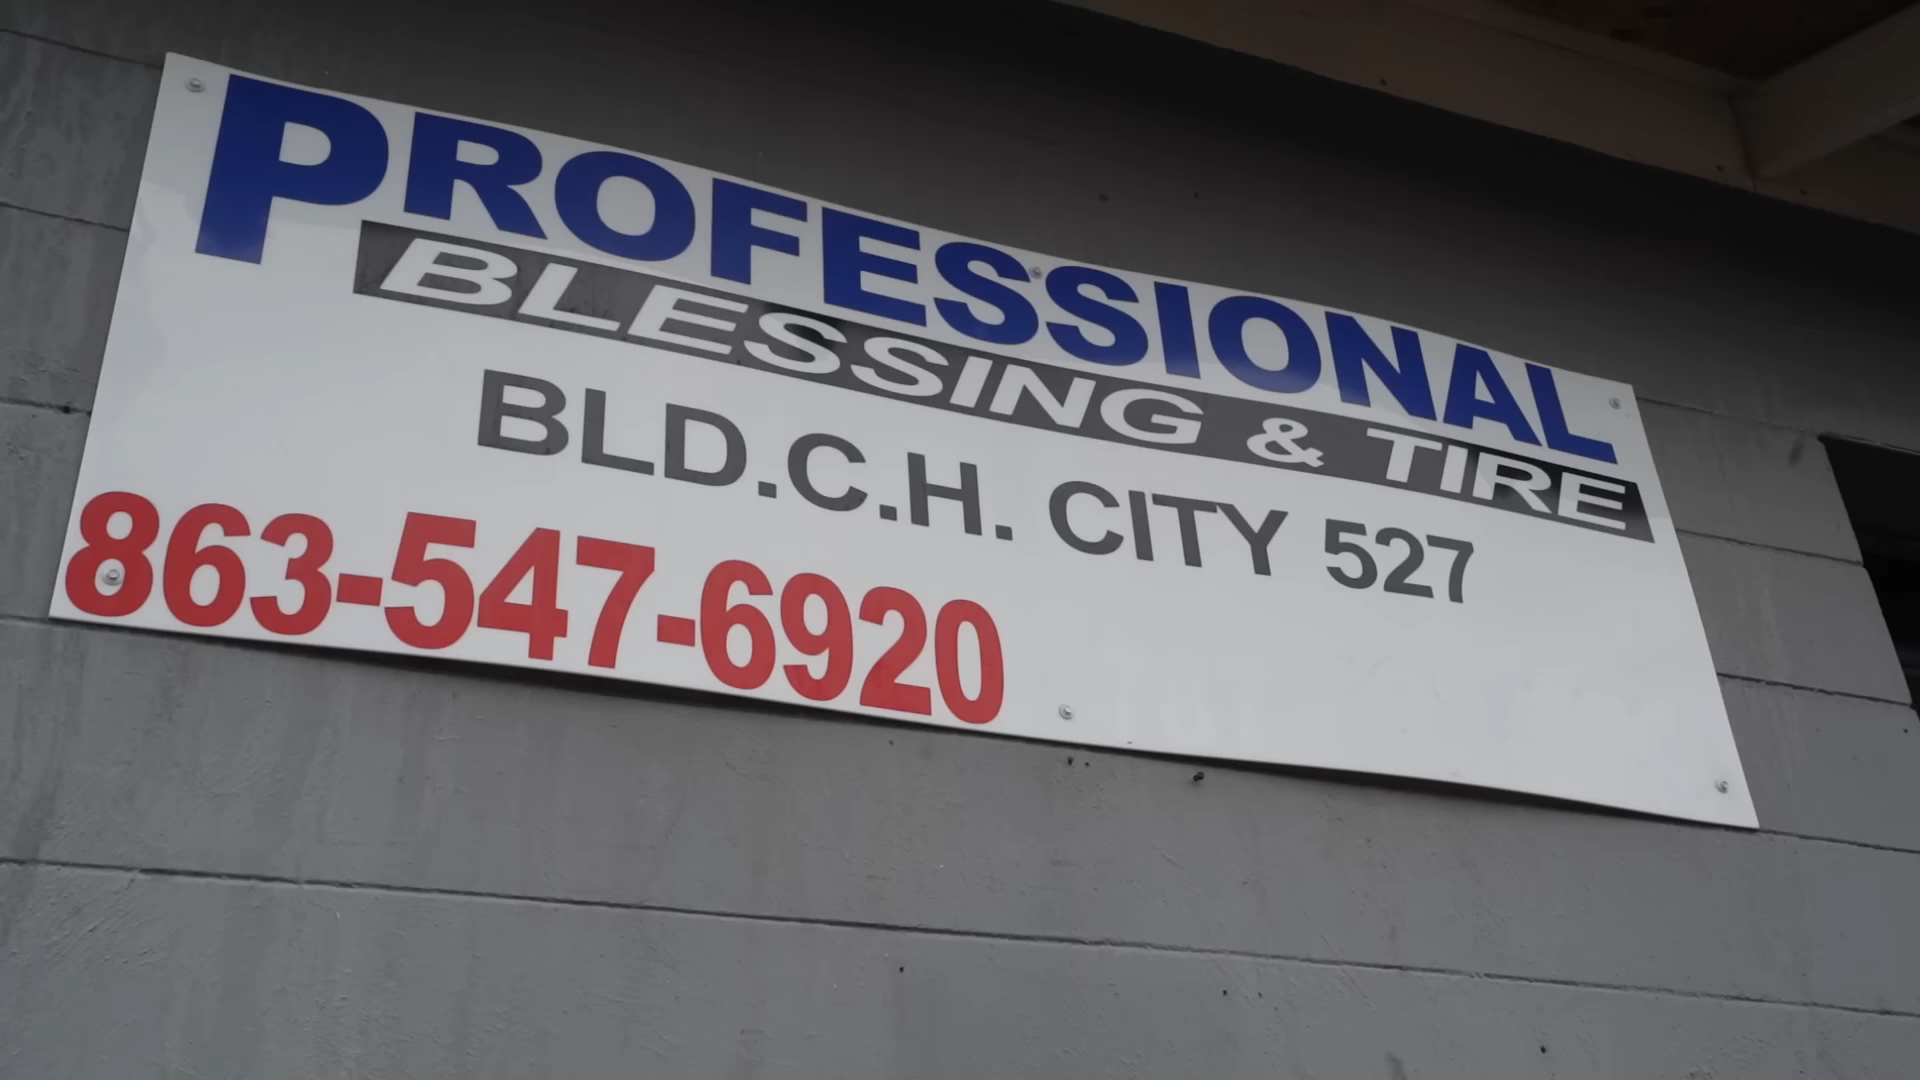 PROFESSIONAL
BLESSING & TIRE
BLD.C.H. CITY 527
863-547-6920